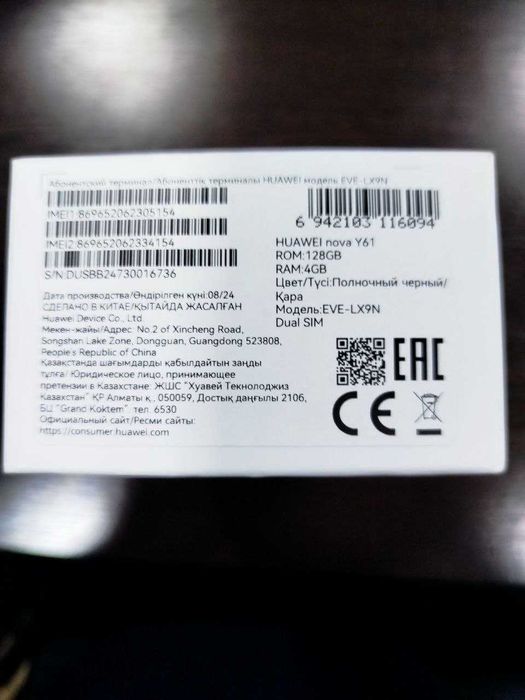 Абонентский терминал/Абоненттік терминалы HUAWEI модель EVE-LX9N
IMEI1:869652062305154
IMEI2:869652062334154
S/N:DUSBB24730016736
6 942103 116094
HUAWEI nova Y61
ROM:128GB
RAM:4GB
Цвет/Түсі:Полночный черный/
Қара
Модель:EVE-LX9N
Dual SIM
Дата производства/Өндірілген күні:08/24
СДЕЛАНО В КИТАЕ/ҚЫТАЙДА ЖАСАЛҒАН
Huawei Device Co., Ltd.
Мекен-жайы/Адрес: No.2 of Xincheng Road,
Songshan Lake Zone, Dongguan, Guangdong 523808,
People's Republic of China
Қазақстанда шағымдарды қабылдайтын заңды
тұлға/ Юридическое лицо, принимающее
претензии в Казахстане: ЖШС "Хуавей Текнолоджиз
Казахстан" ҚР Алматы қ., 050059, Достық даңғылы 210б,
БЦ "Grand Koktem" тел. 6530
Официальный сайт/Ресми сайты:
https://consumer.huawei.com
EAC
CE